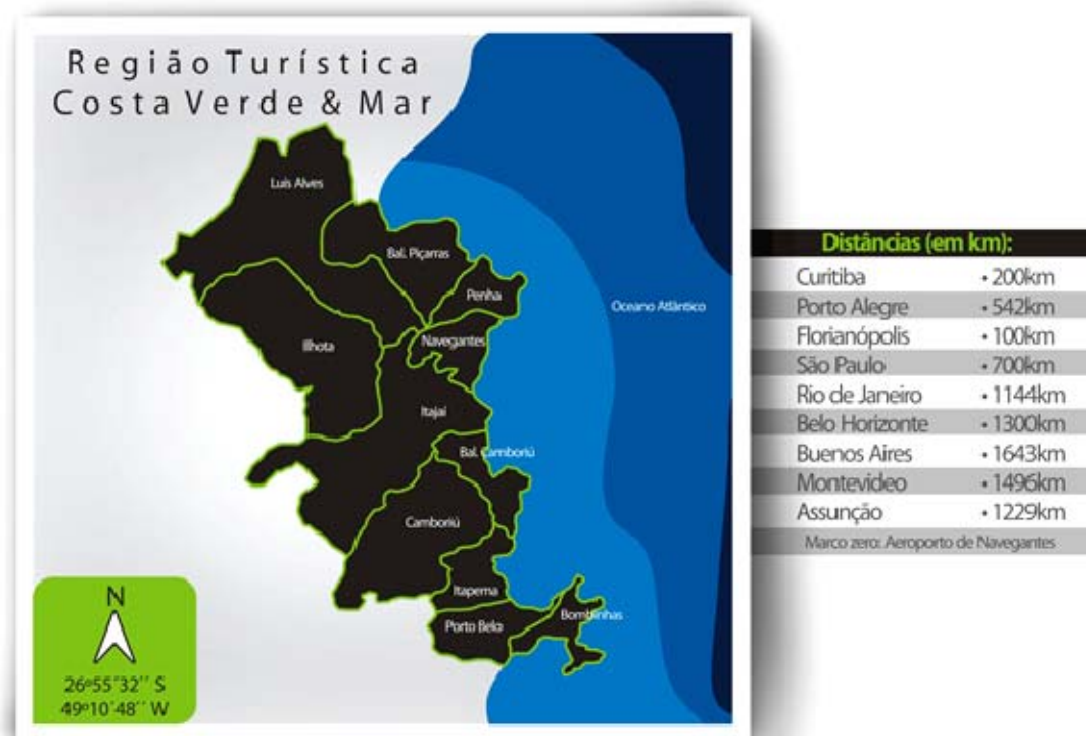 Região Turística
Costa Verde & Mar
Luis Alves
Bal. Piçarras
Penha
Oceano Atlântico
Navegantes
Ilhota
Itajaí
Bal. Camboriú
Camboriú
Itapema
Bombinhas
Porto Belo
N
26º55'32'' S
49º10'48'' W
Distâncias (em km):
Curitiba • 200km
Porto Alegre • 542km
Florianópolis • 100km
São Paulo • 700km
Rio de Janeiro • 1144km
Belo Horizonte • 1300km
Buenos Aires • 1643km
Montevideo • 1496km
Assunção • 1229km
Marco zero: Aeroporto de Navegantes